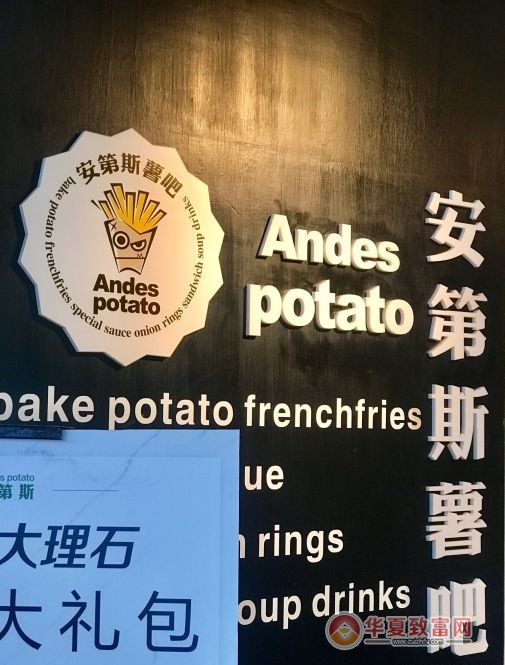 安第斯薯吧
bake potato frenchfries special sauce onion rings sandwich soup drinks
Andes
potato
Andes
potato
安第斯薯吧
bake potato frenchfries
ue
rings
oup drinks
potato
第斯
大理石
大礼包
华夏致富网